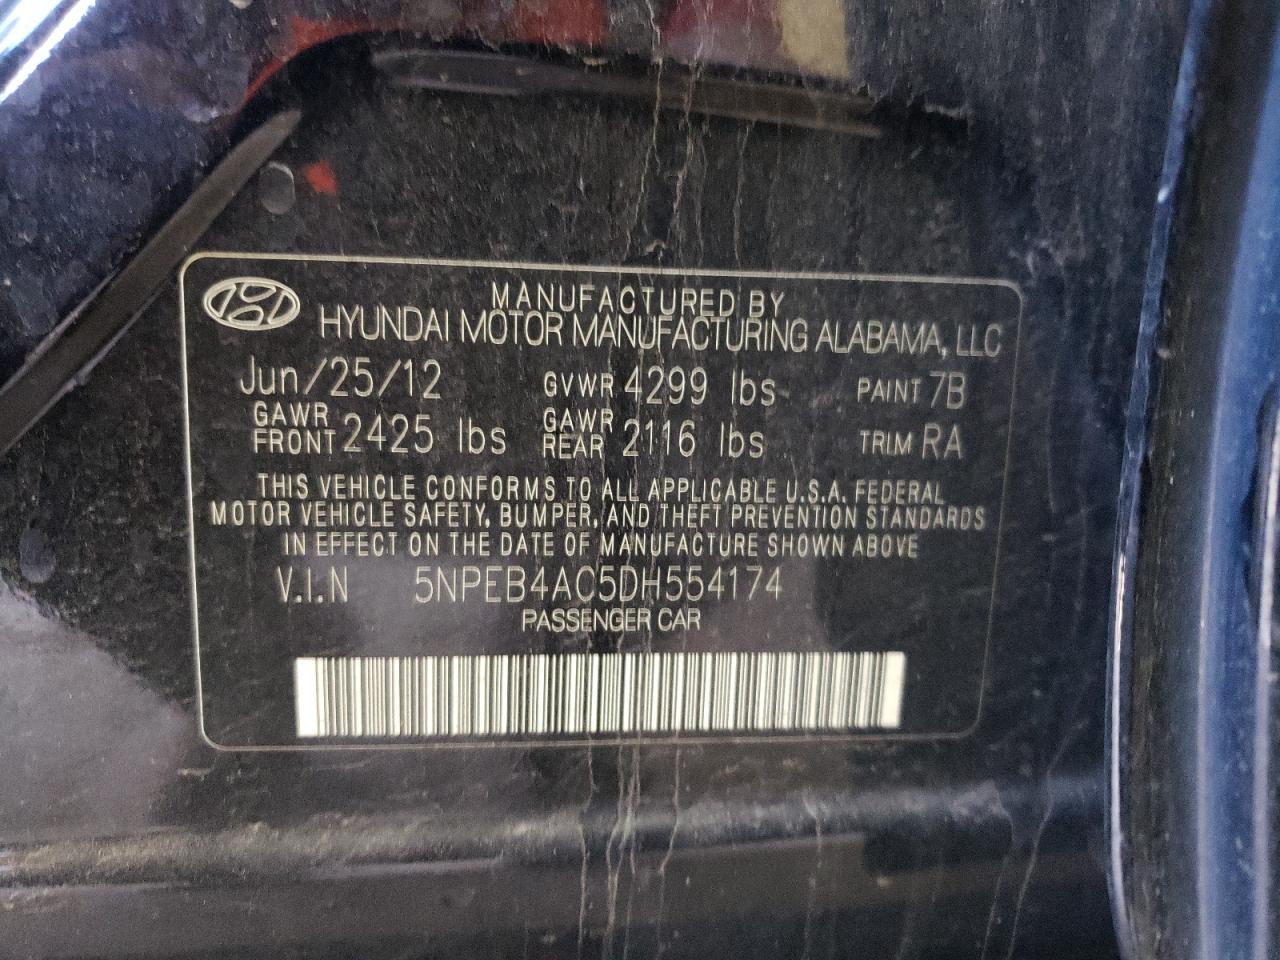 MANUFACTURED BY
HYUNDAI MOTOR MANUFACTURING ALABAMA, LLC
Jun/25/12 GVWR 4299 lbs PAINT 7B
GAWR FRONT 2425 lbs GAWR REAR 2116 lbs TRIM RA
THIS VEHICLE CONFORMS TO ALL APPLICABLE U.S.A. FEDERAL
MOTOR VEHICLE SAFETY, BUMPER, AND THEFT PREVENTION STANDARDS
IN EFFECT ON THE DATE OF MANUFACTURE SHOWN ABOVE
V.I.N 5NPEB4AC5DH554174
PASSENGER CAR